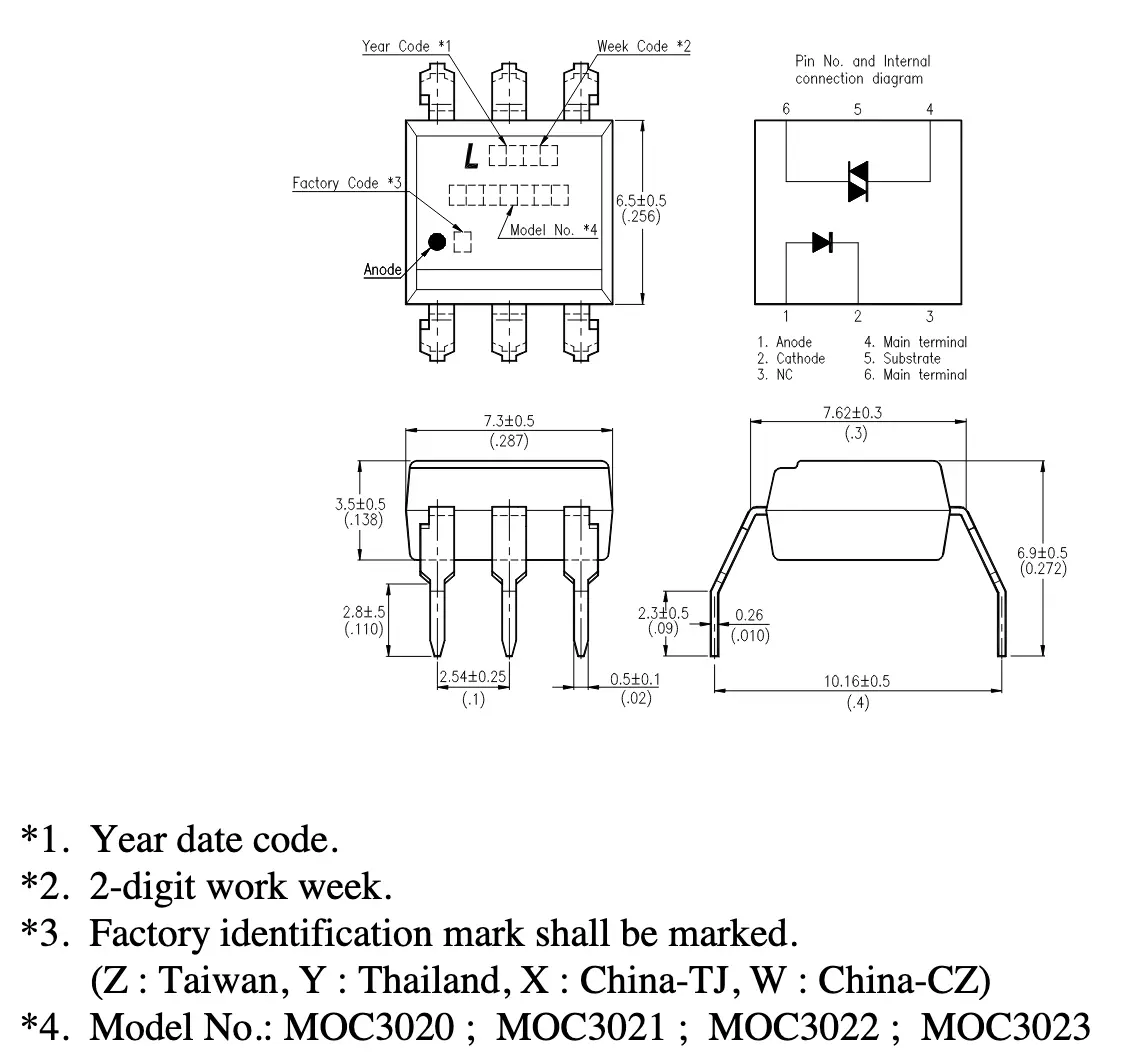 Year Code *1
Week Code *2
Pin No. and Internal
connection diagram
6 5 4
L
Factory Code *3
6.5±0.5
(.256)
Model No. *4
Anode
1 2 3
1. Anode 4. Main terminal
2. Cathode 5. Substrate
3. NC 6. Main terminal
7.3±0.5
(.287)
7.62±0.3
(.3)
3.5±0.5
(.138)
6.9±0.5
(0.272)
2.8±.5
(.110)
2.3±0.5
(.09)
0.26
(.010)
2.54±0.25
(.1)
0.5±0.1
(.02)
10.16±0.5
(.4)
*1. Year date code.
*2. 2-digit work week.
*3. Factory identification mark shall be marked.
(Z : Taiwan, Y : Thailand, X : China-TJ, W : China-CZ)
*4. Model No.: MOC3020 ; MOC3021 ; MOC3022 ; MOC3023